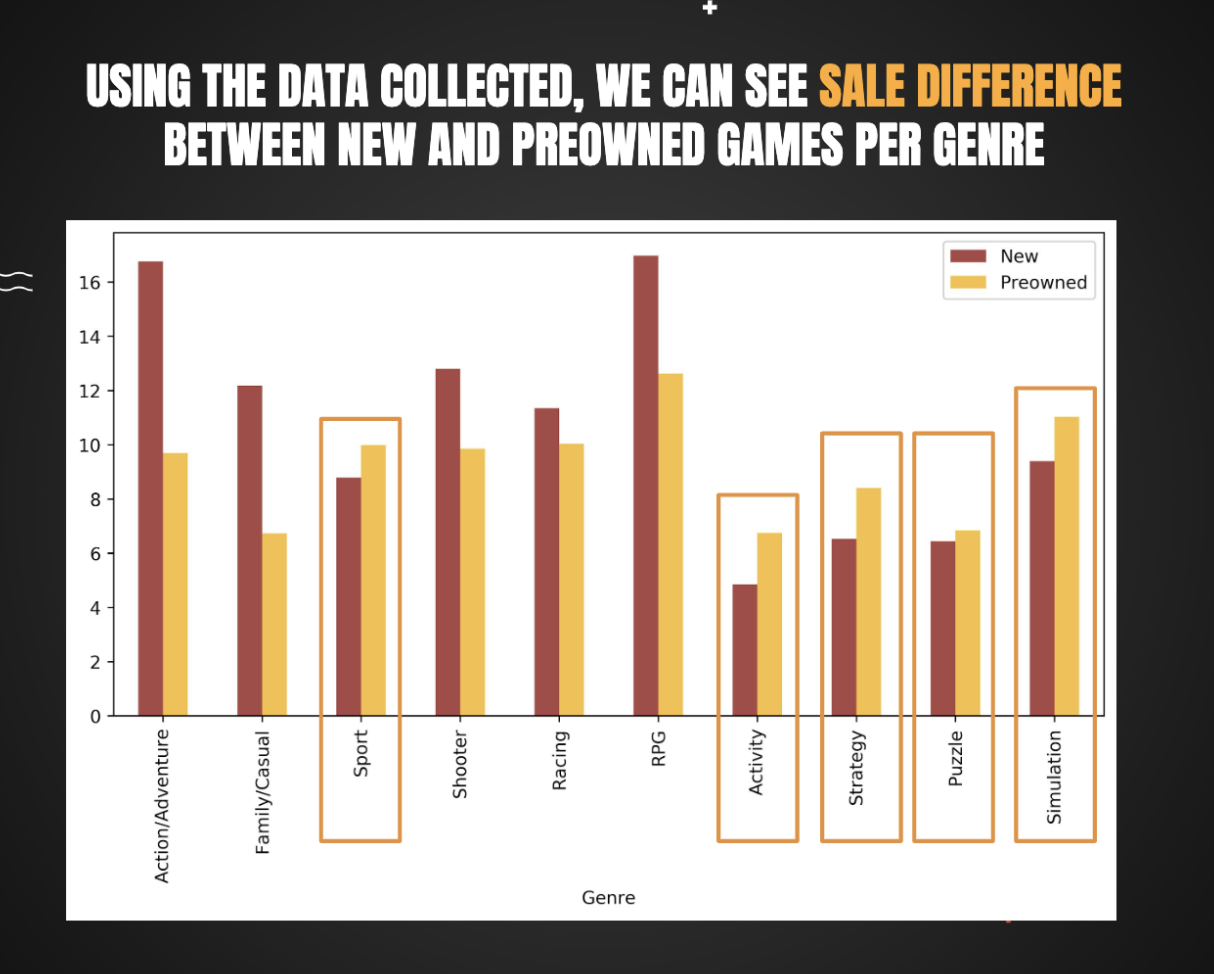 USING THE DATA COLLECTED, WE CAN SEE SALE DIFFERENCE
BETWEEN NEW AND PREOWNED GAMES PER GENRE
New
Preowned
16
14
12
10
8
6
4
2
0
Action/Adventure
Family/Casual
Sport
Shooter
Racing
RPG
Activity
Strategy
Puzzle
Simulation
Genre